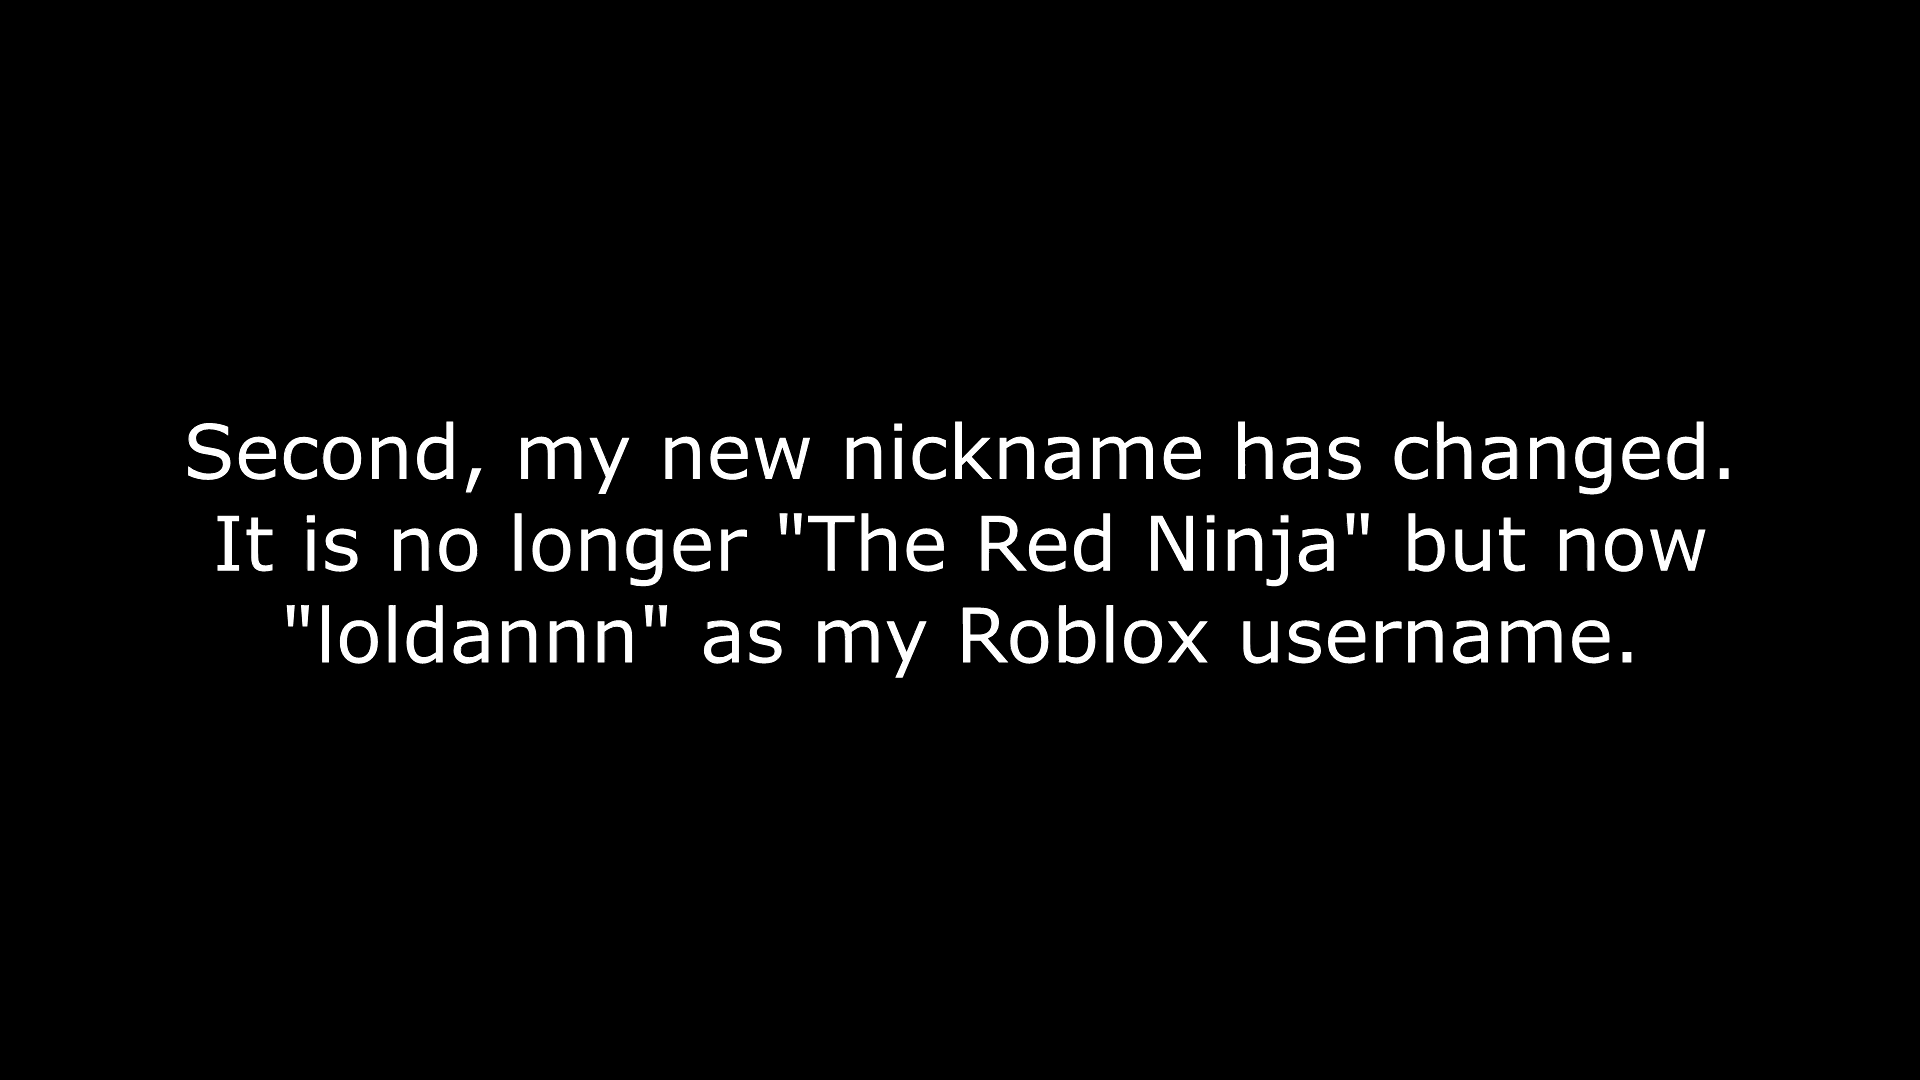 Second, my new nickname has changed.
It is no longer "The Red Ninja" but now
"loldannn" as my Roblox username.